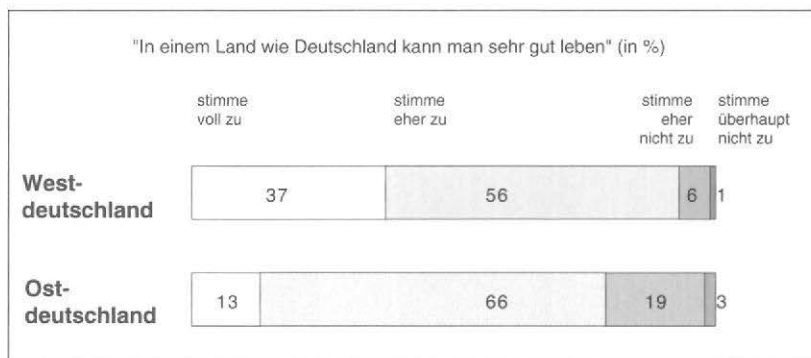 "In einem Land wie Deutschland kann man sehr gut leben" (in %)
stimme
voll zu
stimme
eher zu
stimme
eher
nicht zu
stimme
überhaupt
nicht zu
West-
deutschland
37 56 6 1
Ost-
deutschland
13 66 19 3